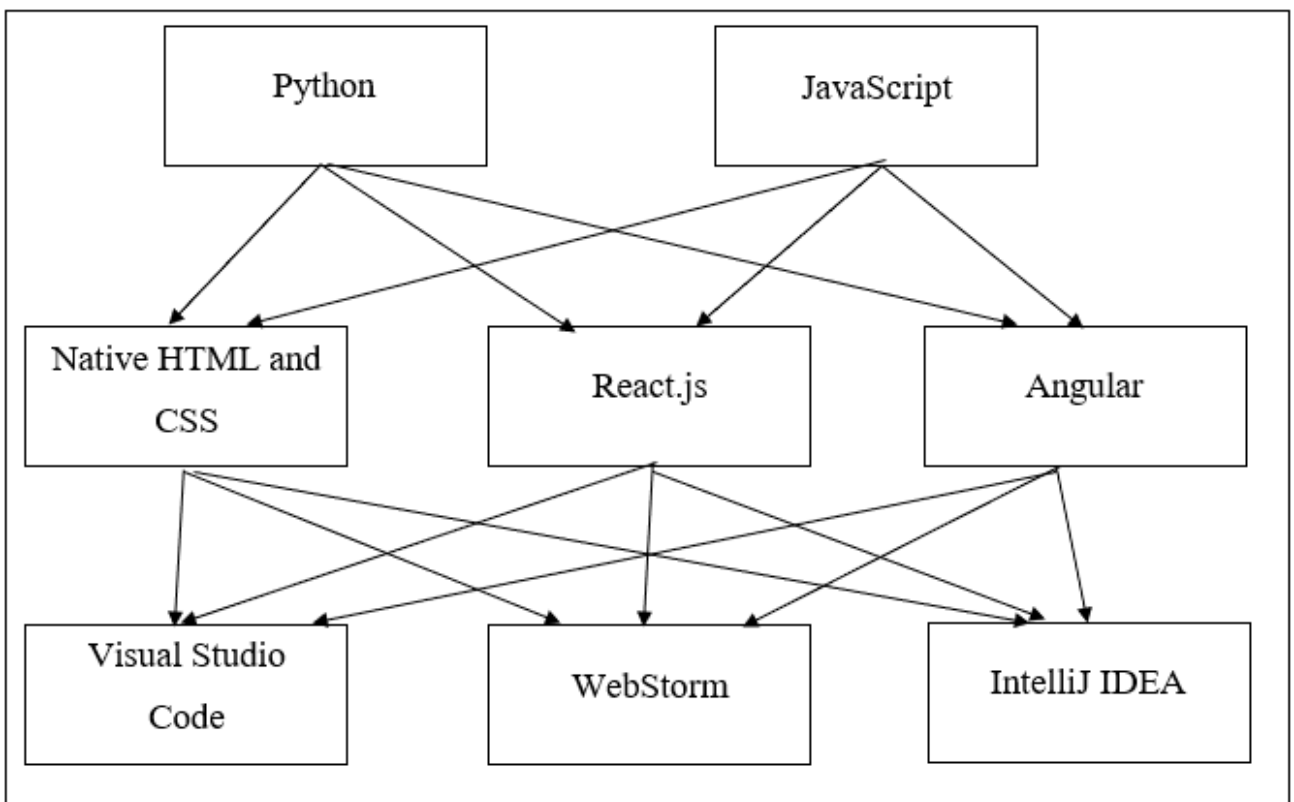 Python
JavaScript
Native HTML and
CSS
React.js
Angular
Visual Studio
Code
WebStorm
IntelliJ IDEA